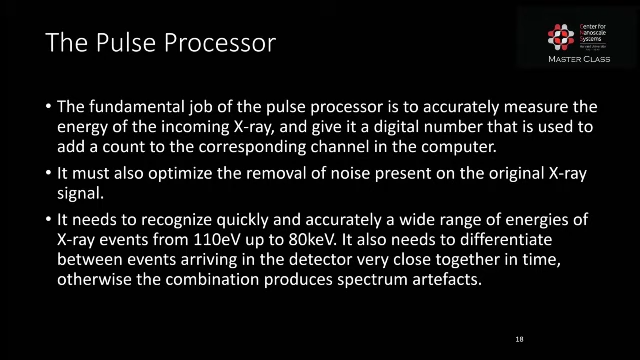 The Pulse Processor
Center for
Nanoscale
Systems
MASTER CLASS
• The fundamental job of the pulse processor is to accurately measure the
energy of the incoming X-ray, and give it a digital number that is used to
add a count to the corresponding channel in the computer.
• It must also optimize the removal of noise present on the original X-ray
signal.
• It needs to recognize quickly and accurately a wide range of energies of
X-ray events from 110eV up to 80keV. It also needs to differentiate
between events arriving in the detector very close together in time,
otherwise the combination produces spectrum artefacts.
18